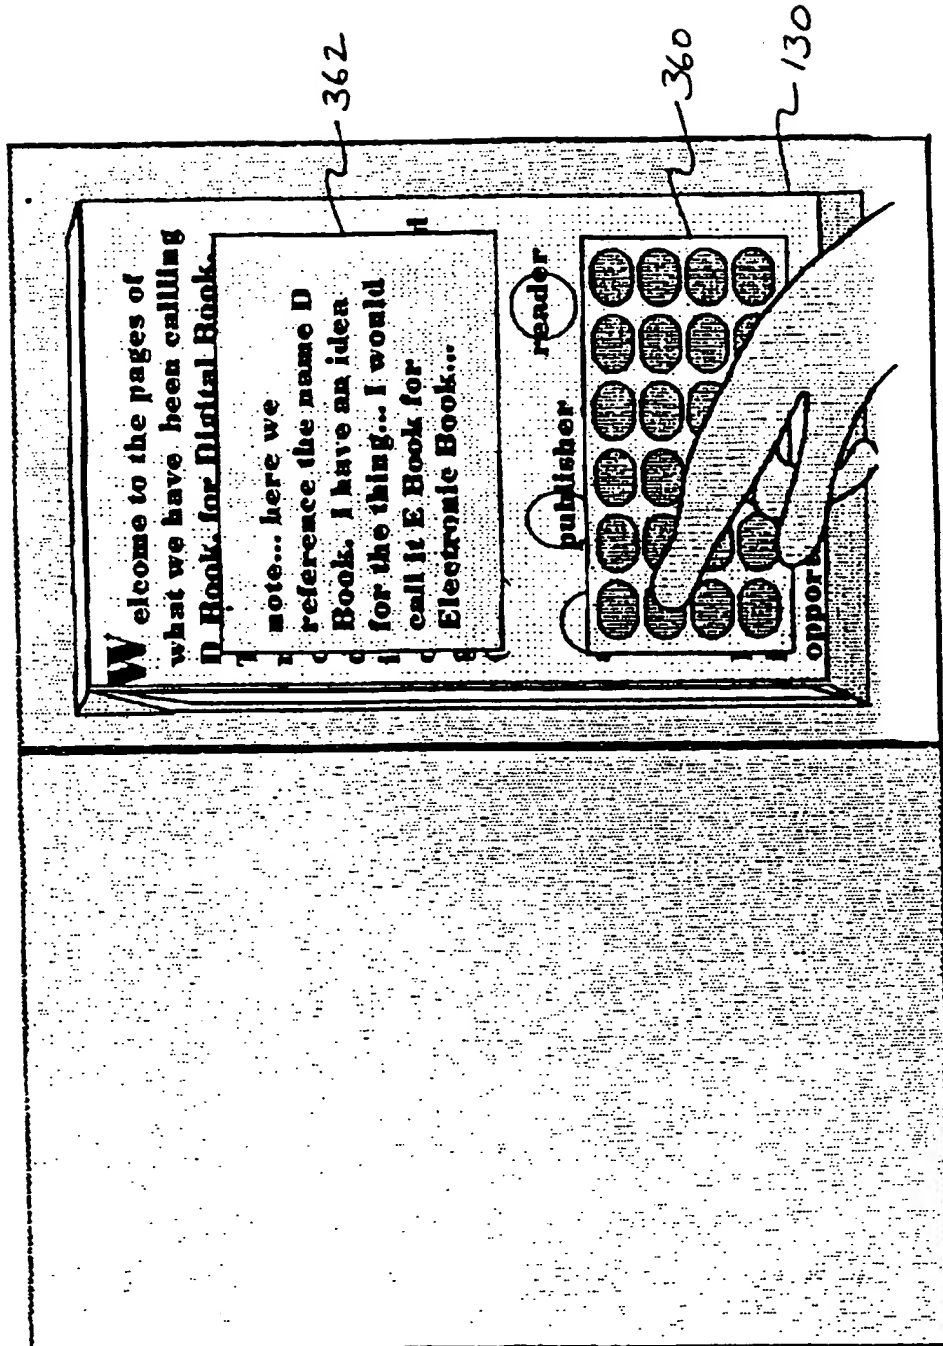 Welcome to the pages of
what we have been calling
D Book, for Digital Book.
note... here we
reference the name D
Book. I have an idea
for the thing... I would
call it E Book for
Electronic Book...
publisher
reader
362
360
130